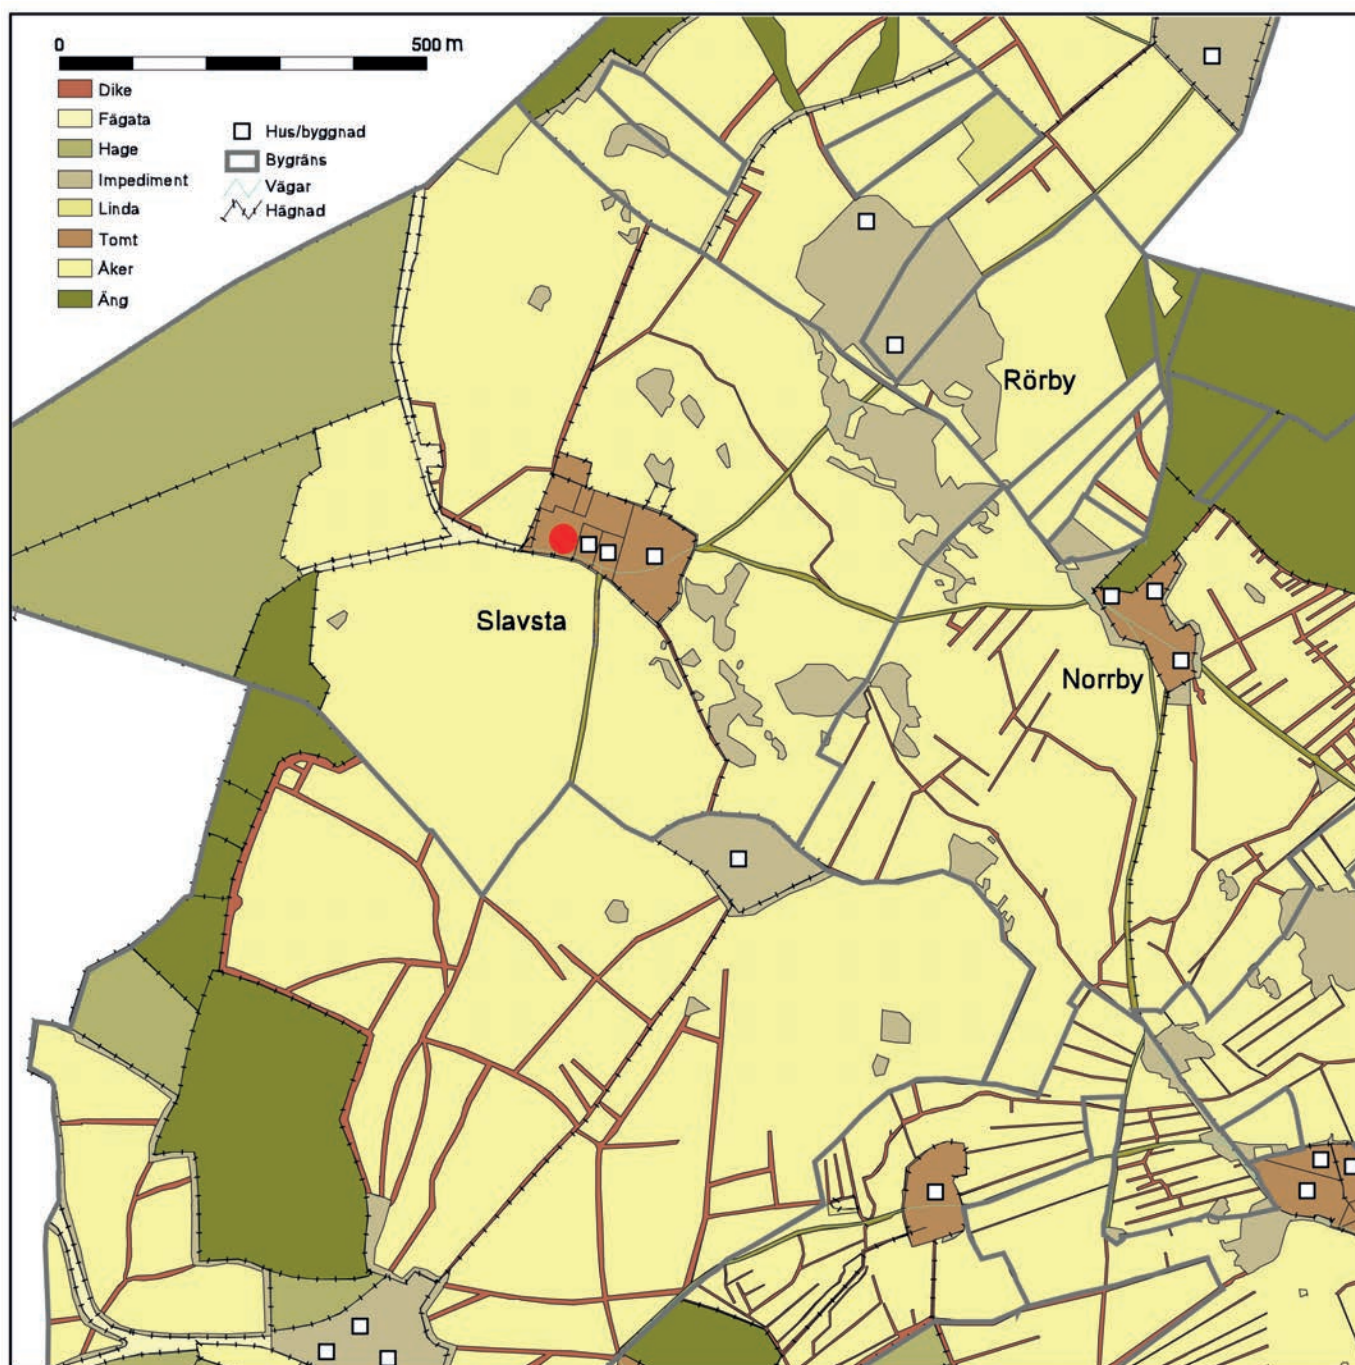 0 500 m
Dike
Fägata
Hage
Impediment
Linda
Tomt
Åker
Äng
Hus/byggnad
Bygräns
Vägar
Hägnad
Rörby
Slavsta
Norrby